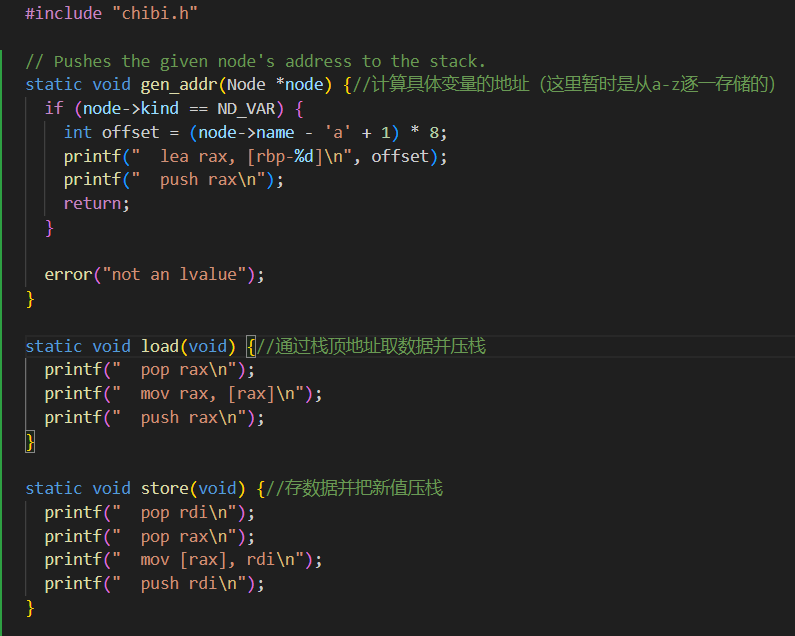 #include "chibi.h"
// Pushes the given node's address to the stack.
static void gen_addr(Node *node) {//计算具体变量的地址（这里暂时是从a-z逐一存储的）
  if (node->kind == ND_VAR) {
    int offset = (node->name - 'a' + 1) * 8;
    printf("  lea rax, [rbp-%d]\n", offset);
    printf("  push rax\n");
    return;
  }
  error("not an lvalue");
}
static void load(void) {//通过栈顶地址取数据并压栈
  printf("  pop rax\n");
  printf("  mov rax, [rax]\n");
  printf("  push rax\n");
}
static void store(void) {//存数据并把新值压栈
  printf("  pop rdi\n");
  printf("  pop rax\n");
  printf("  mov [rax], rdi\n");
  printf("  push rdi\n");
}